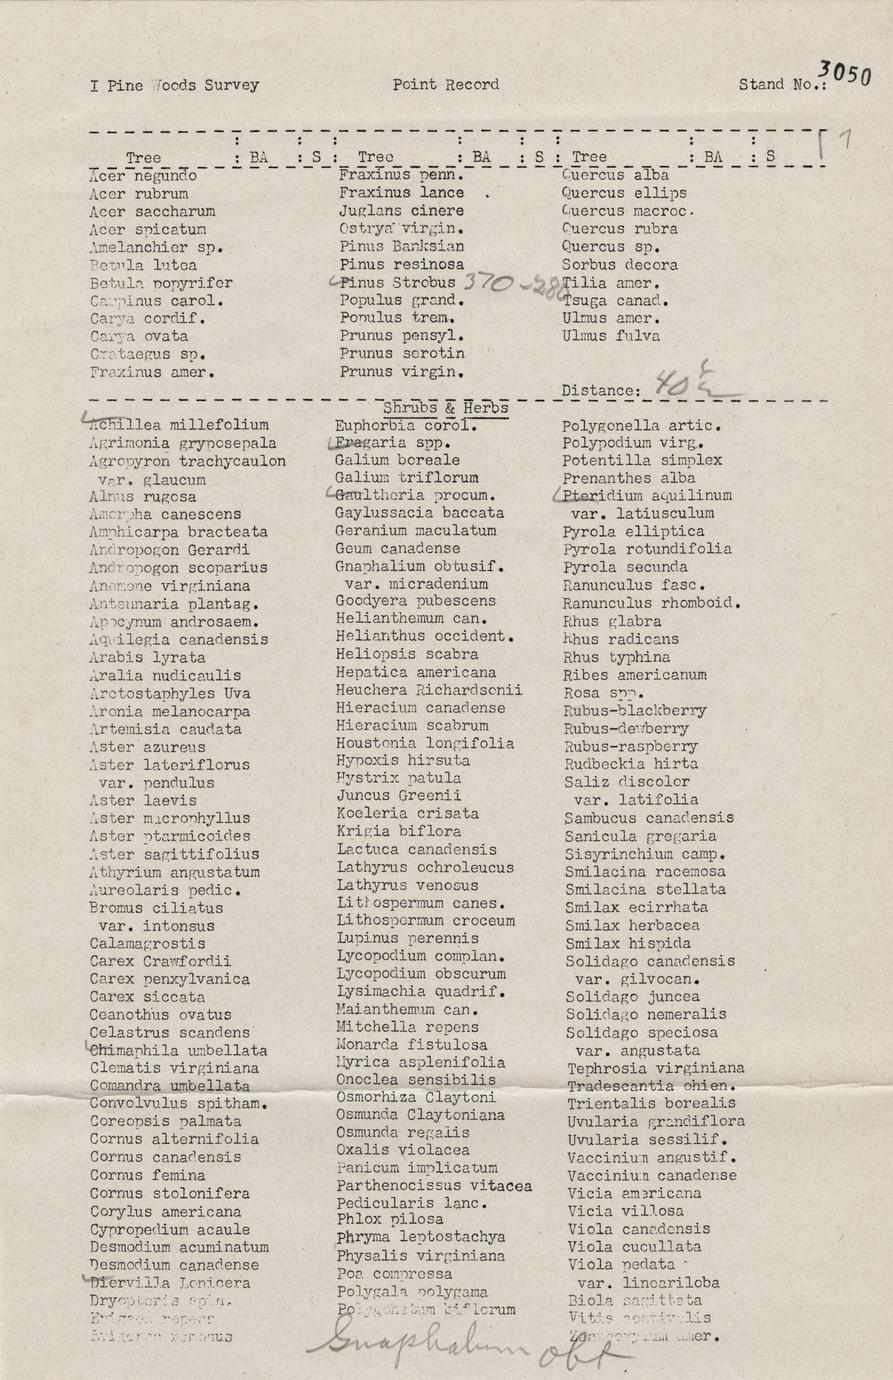 I Pine Woods Survey Point Record Stand No.: 3050
1
Tree : BA : S : Tree : BA : S : Tree : BA : S
Acer negundo
Acer rubrum
Acer saccharum
Acer spicatum
Amelanchier sp.
Betula lutea
Betula popyrifer
Carpinus carol.
Carya cordif.
Carya ovata
Crataegus sp.
Fraxinus amer.
Fraxinus penn.
Fraxinus lance .
Juglans cinere
Ostrya virgin.
Pinus Banksian
Pinus resinosa
Pinus Strobus 370 - 286
Populus grand.
Populus trem.
Prunus pensyl.
Prunus serotin
Prunus virgin.
Quercus alba
Quercus ellips
Quercus macroc.
Quercus rubra
Quercus sp.
Sorbus decora
Tilia amer.
Tsuga canad.
Ulmus amer.
Ulmus fulva
Distance: 40
Shrubs & Herbs
Achillea millefolium
Agrimonia gryposepala
Agropyron trachycaulon
var. glaucum
Alnus rugosa
Amorpha canescens
Amphicarpa bracteata
Andropogon Gerardi
Andropogon scoparius
Anemone virginiana
Antennaria plantag.
Apocynum androsaem.
Aquilegia canadensis
Arabis lyrata
Aralia nudicaulis
Arctostaphyles Uva
Aronia melanocarpa
Artemisia caudata
Aster azureus
Aster lateriflorus
var. pendulus
Aster laevis
Aster macrophyllus
Aster ptarmicoides
Aster sagittifolius
Athyrium angustatum
Aureolaris pedic.
Bromus ciliatus
var. intonsus
Calamagrostis
Carex Crawfordii
Carex penxylvanica
Carex siccata
Ceanothus ovatus
Celastrus scandens
Chimaphila umbellata
Clematis virginiana
Comandra umbellata
Convolvulus spitham.
Coreopsis palmata
Cornus alternifolia
Cornus canadensis
Cornus femina
Cornus stolonifera
Corylus americana
Cypropedium acaule
Desmodium acuminatum
Desmodium canadense
Diervilla Lonicera
Dryopteris spin.
Erigeron
Euphorbia corol.
Fragaria spp.
Galium boreale
Galium triflorum
Gaultheria procum.
Gaylussacia baccata
Geranium maculatum
Geum canadense
Gnaphalium obtusif.
var. micradenium
Goodyera pubescens
Helianthemum can.
Helianthus occident.
Heliopsis scabra
Hepatica americana
Heuchera Richardsonii
Hieracium canadense
Hieracium scabrum
Houstonia longifolia
Hypoxis hirsuta
Hystrix patula
Juncus Greenii
Koeleria crisata
Krigia biflora
Lactuca canadensis
Lathyrus ochroleucus
Lathyrus venosus
Lithospermum canes.
Lithospermum croceum
Lupinus perennis
Lycopodium complan.
Lycopodium obscurum
Lysimachia quadrif.
Maianthemum can.
Mitchella repens
Monarda fistulosa
Myrica asplenifolia
Onoclea sensibilis
Osmorhiza Claytoni
Osmunda Claytoniana
Osmunda regalis
Oxalis violacea
Panicum implicatum
Parthenocissus vitacea
Pedicularis lanc.
Phlox pilosa
Phryma leptostachya
Physalis virginiana
Poa compressa
Polygala polygama
Polygonatum biflorum
Polygonella artic.
Polypodium virg.
Potentilla simplex
Prenanthes alba
Pteridium aquilinum
var. latiusculum
Pyrola elliptica
Pyrola rotundifolia
Pyrola secunda
Ranunculus fasc.
Ranunculus rhomboid.
Rhus glabra
Rhus radicans
Rhus typhina
Ribes americanum
Rosa spp.
Rubus-blackberry
Rubus-dewberry
Rubus-raspberry
Rudbeckia hirta
Saliz discolor
var. latifolia
Sambucus canadensis
Sanicula gregaria
Sisyrinchium camp.
Smilacina racemosa
Smilacina stellata
Smilax ecirrhata
Smilax herbacea
Smilax hispida
Solidago canadensis
var. gilvocan.
Solidago juncea
Solidago nemeralis
Solidago speciosa
var. angustata
Tephrosia virginiana
Tradescantia ohien.
Trientalis borealis
Uvularia grandiflora
Uvularia sessilif.
Vaccinium angustif.
Vaccinium canadense
Vicia americana
Vicia villosa
Viola canadensis
Viola cucullata
Viola pedata
var. lineariloba
Biola sagittata
Vitis aestivalis
Zanthoxylum amer.
Gnaphalium obt.